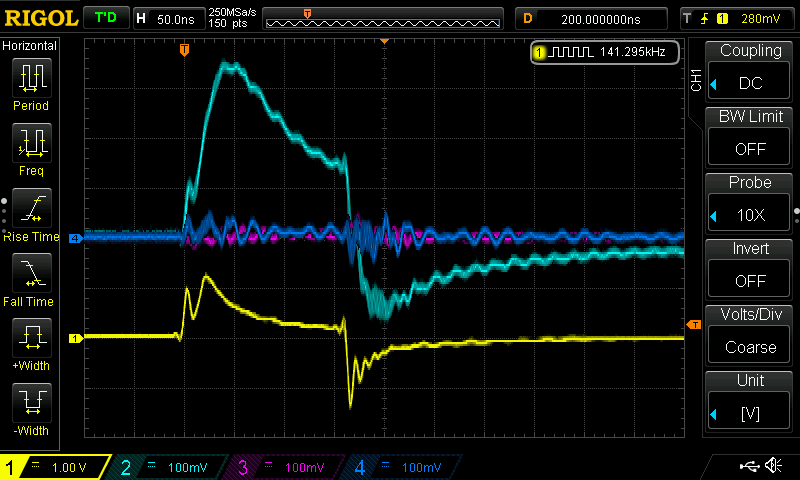 RIGOL T'D H 50.0ns 250MSa/s D 200.000000ns T 1 280mV
150 pts
T
Horizontal
Period
Freq
Rise Time
Fall Time
+Width
-Width
T
1 141.295kHz
4
1
T
CH1
Coupling
DC
BW Limit
OFF
Probe
10X
Invert
OFF
Volts/Div
Coarse
Unit
[V]
1 1.00 V 2 100mV 3 100mV 4 100mV